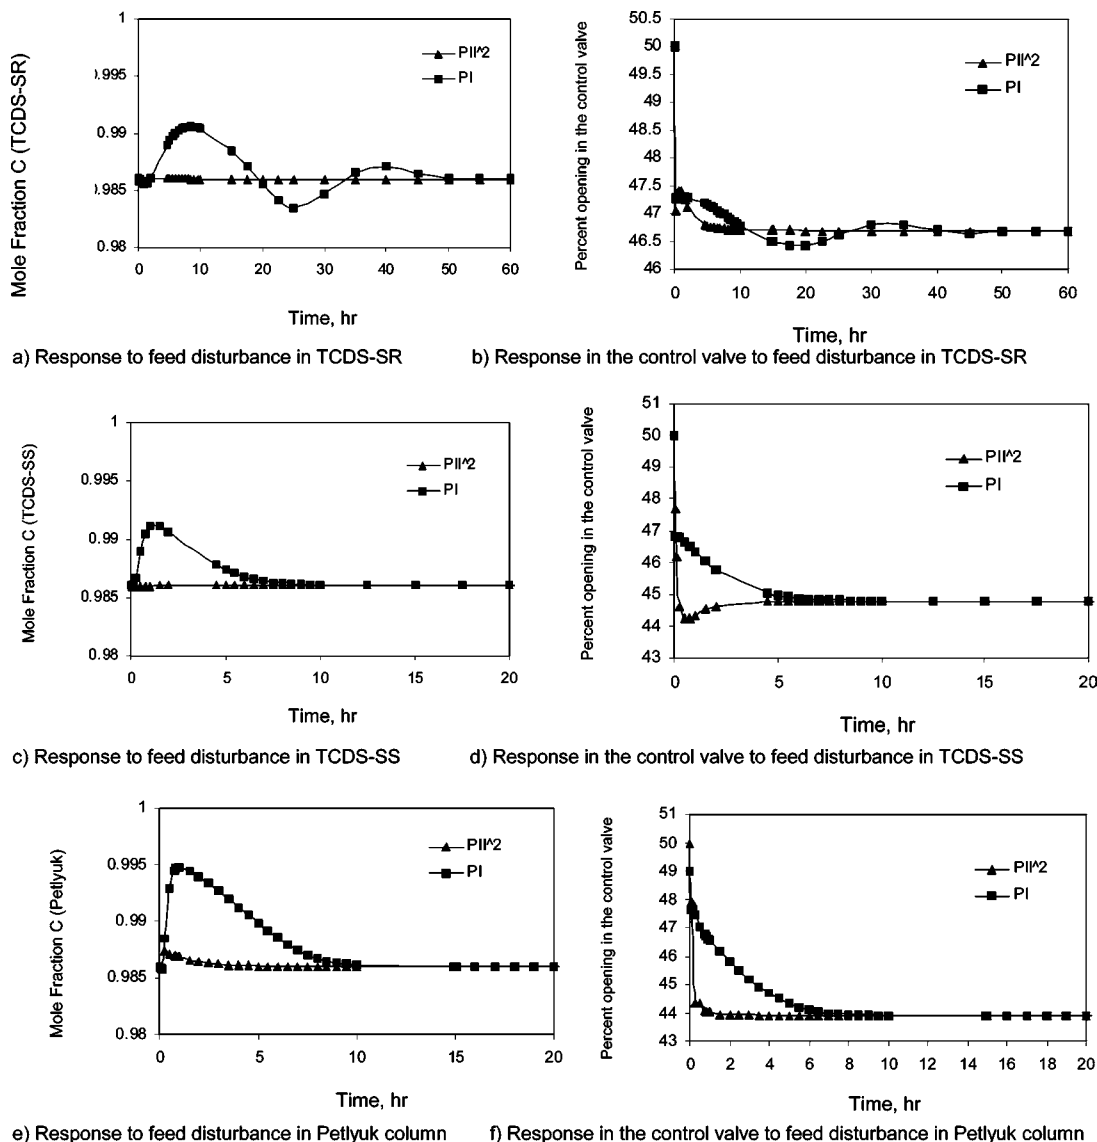 1
0.995
0.99
0.985
0.98
Mole Fraction C (TCDS-SR)
PII^2
PI
0 10 20 30 40 50 60
Time, hr
a) Response to feed disturbance in TCDS-SR
50.5
50
49.5
49
48.5
48
47.5
47
46.5
46
Percent opening in the control valve
PII^2
PI
0 10 20 30 40 50 60
Time, hr
b) Response in the control valve to feed disturbance in TCDS-SR
1
0.995
0.99
0.985
0.98
Mole Fraction C (TCDS-SS)
PII^2
PI
0 5 10 15 20
Time, hr
c) Response to feed disturbance in TCDS-SS
51
50
49
48
47
46
45
44
43
Percent opening in the control valve
PII^2
PI
0 5 10 15 20
Time, hr
d) Response in the control valve to feed disturbance in TCDS-SS
1
0.995
0.99
0.985
0.98
Mole Fraction C (Petlyuk)
PII^2
PI
0 5 10 15 20
Time, hr
e) Response to feed disturbance in Petlyuk column
51
50
49
48
47
46
45
44
43
Percent opening in the control valve
PII^2
PI
0 2 4 6 8 10 12 14 16 18 20
Time, hr
f) Response in the control valve to feed disturbance in Petlyuk column